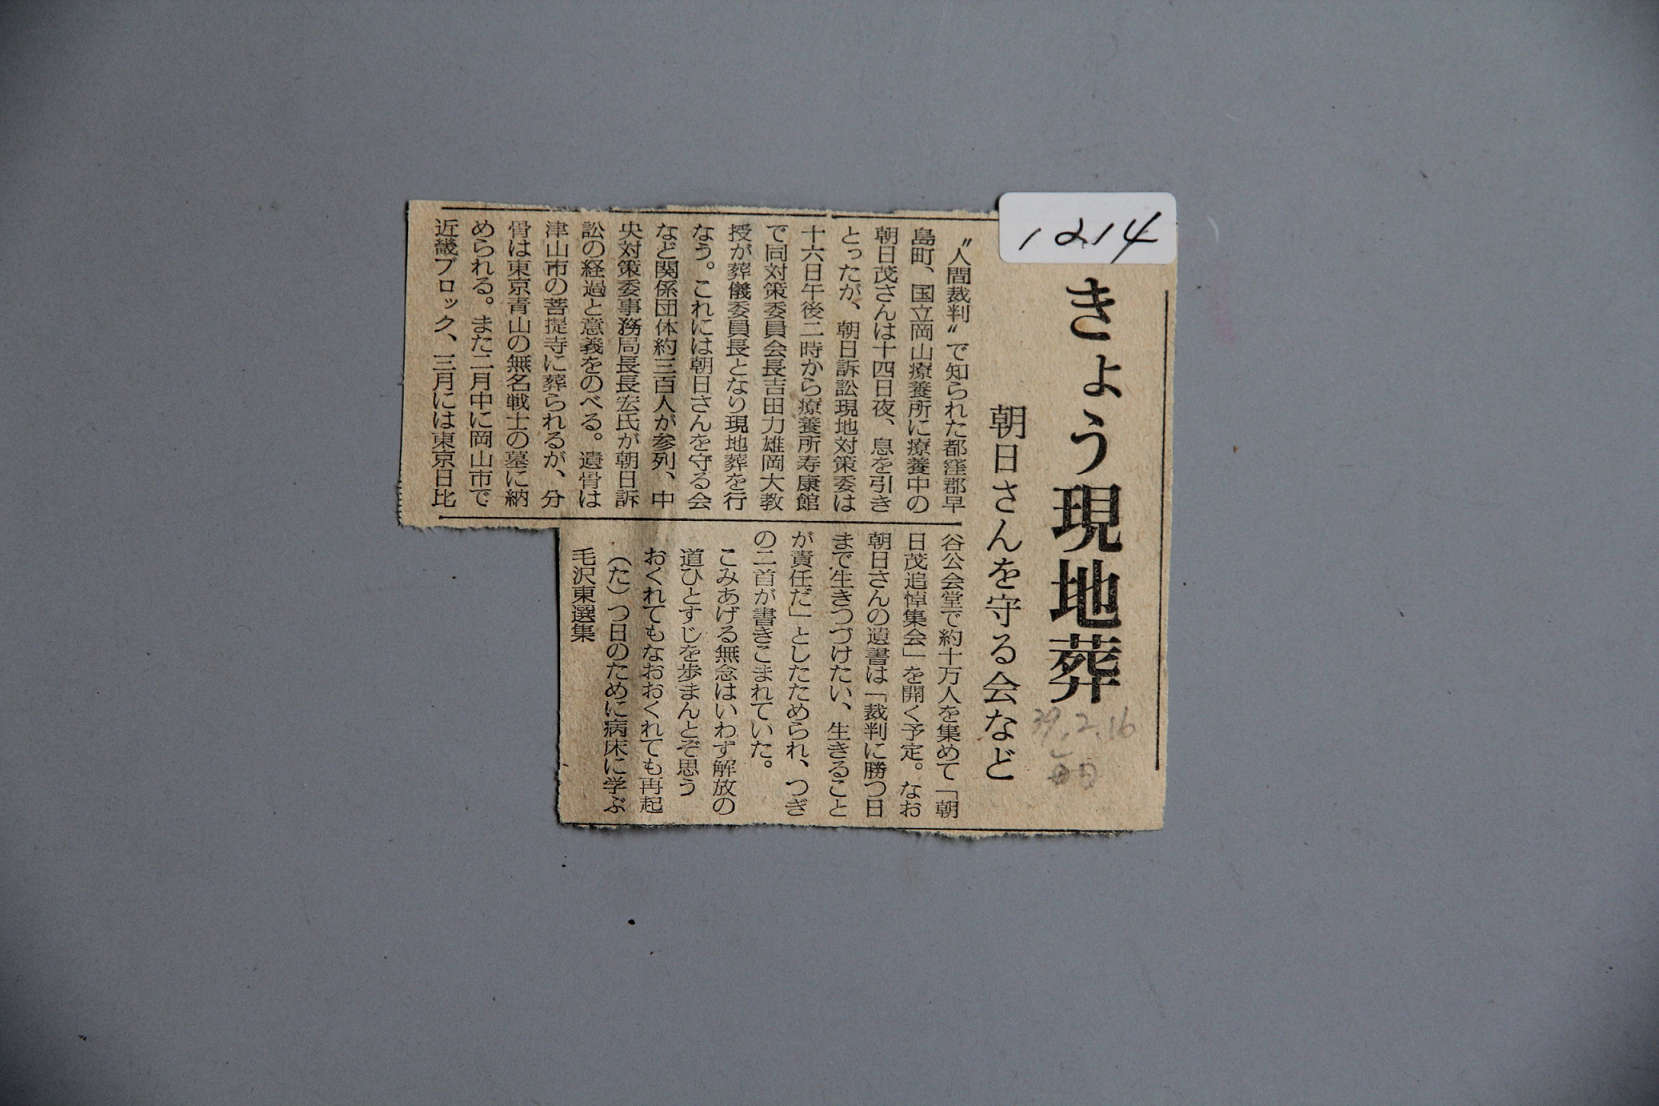 1214
きょう現地葬
朝日さんを守る会など
39.2.16
毎日
〝人間裁判〟で知られた都窪郡早
島町、国立岡山療養所に療養中の
朝日茂さんは十四日夜、息を引き
とったが、朝日訴訟現地対策委は
十六日午後二時から療養所寿康館
で同対策委員会長吉田力雄岡大教
授が葬儀委員長となり現地葬を行
なう。これには朝日さんを守る会
など関係団体約三百人が参列、中
央対策委事務局長長宏氏が朝日訴
訟の経過と意義をのべる。遺骨は
津山市の菩提寺に葬られるが、分
骨は東京青山の無名戦士の墓に納
められる。また二月中に岡山市で
近畿ブロック、三月には東京日比
谷公会堂で約十万人を集めて「朝
日茂追悼集会」を開く予定。なお
朝日さんの遺書は「裁判に勝つ日
まで生きつづけたい、生きること
が責任だ」としたためられ、つぎ
の二首が書きこまれていた。
こみあげる無念はいわず解放の
道ひとすじを歩まんとぞ思う
おくれてもなおおくれても再起
（た）つ日のために病床に学ぶ
毛沢東選集